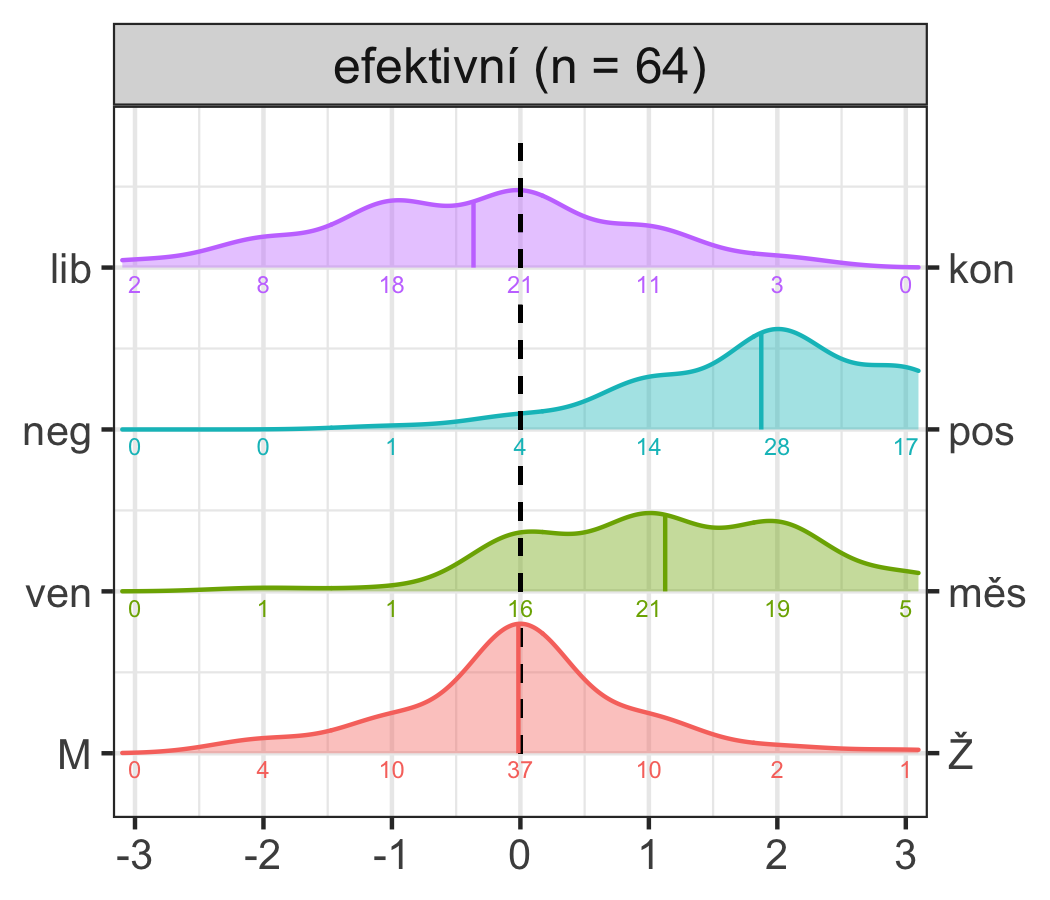 efektivní (n = 64)
lib kon
2 8 18 21 11 3 0
neg pos
0 0 1 4 14 28 17
ven měs
0 1 1 16 21 19 5
M Ž
0 4 10 37 10 2 1
-3 -2 -1 0 1 2 3